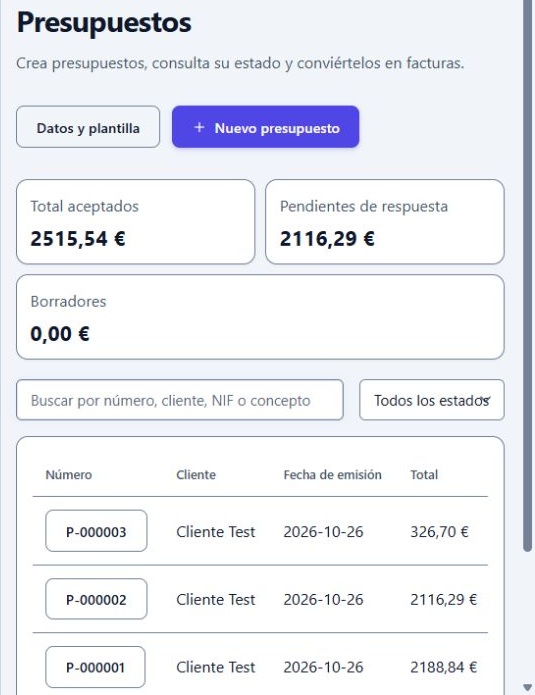 Presupuestos
Crea presupuestos, consulta su estado y conviértelos en facturas.
Datos y plantilla
+ Nuevo presupuesto
Total aceptados
2515,54 €
Pendientes de respuesta
2116,29 €
Borradores
0,00 €
Buscar por número, cliente, NIF o concepto
Todos los estados
Número Cliente Fecha de emisión Total
P-000003 Cliente Test 2026-10-26 326,70 €
P-000002 Cliente Test 2026-10-26 2116,29 €
P-000001 Cliente Test 2026-10-26 2188,84 €